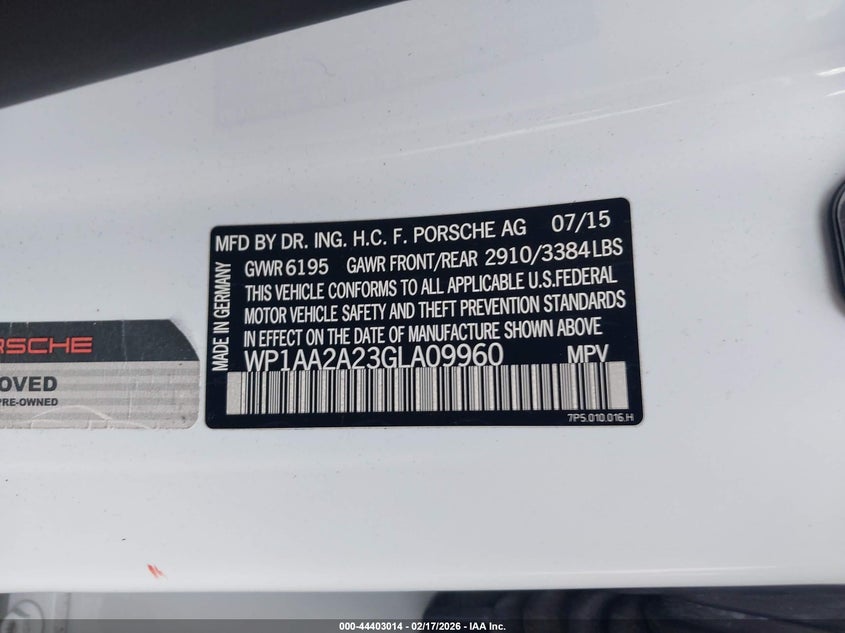 MFD BY DR. ING. H.C. F. PORSCHE AG 07/15
GVWR 6195 GAWR FRONT/REAR 2910/3384 LBS
THIS VEHICLE CONFORMS TO ALL APPLICABLE U.S. FEDERAL
MOTOR VEHICLE SAFETY AND THEFT PREVENTION STANDARDS
IN EFFECT ON THE DATE OF MANUFACTURE SHOWN ABOVE
WP1AA2A23GLA09960 MPV
7P5.010.016.H
MADE IN GERMANY
RSCHE
OVED
PRE-OWNED
000-44403014 - 02/17/2026 - IAA Inc.